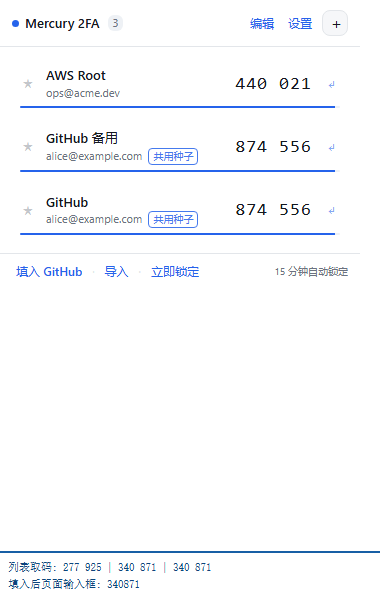 Mercury 2FA 3 编辑 设置 +
★ AWS Root 440 021 ↲
ops@acme.dev
★ GitHub 备用 874 556 ↲
alice@example.com 共用种子
★ GitHub 874 556 ↲
alice@example.com 共用种子
填入 GitHub · 导入 · 立即锁定 15 分钟自动锁定
列表取码: 277 925 | 340 871 | 340 871
填入后页面输入框: 340871